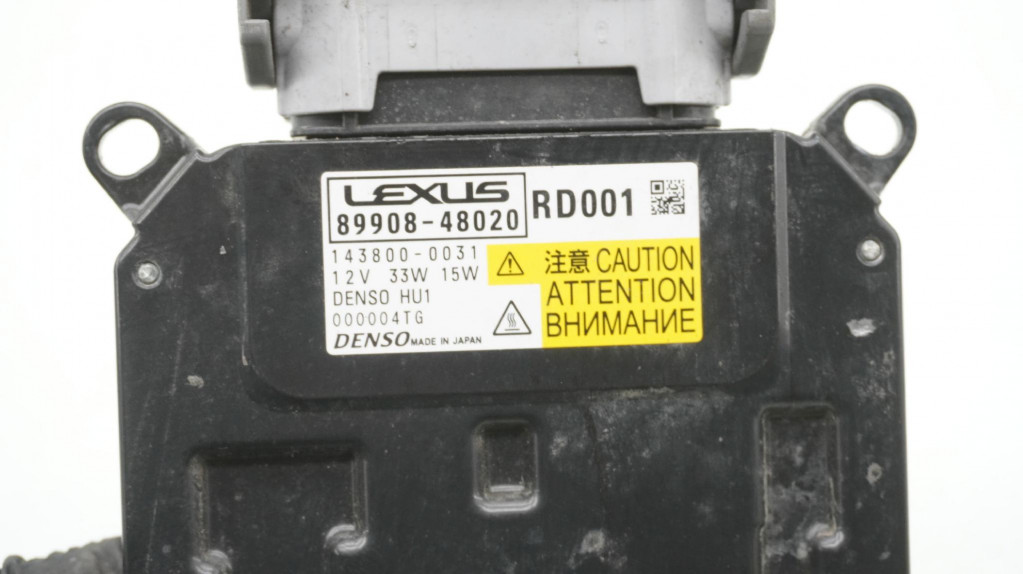 LEXUS
89908-48020
RD001
143800-0031
12V 33W 15W
DENSO HU1
000004TG
DENSO MADE IN JAPAN
注意 CAUTION
ATTENTION
ВНИМАНИЕ